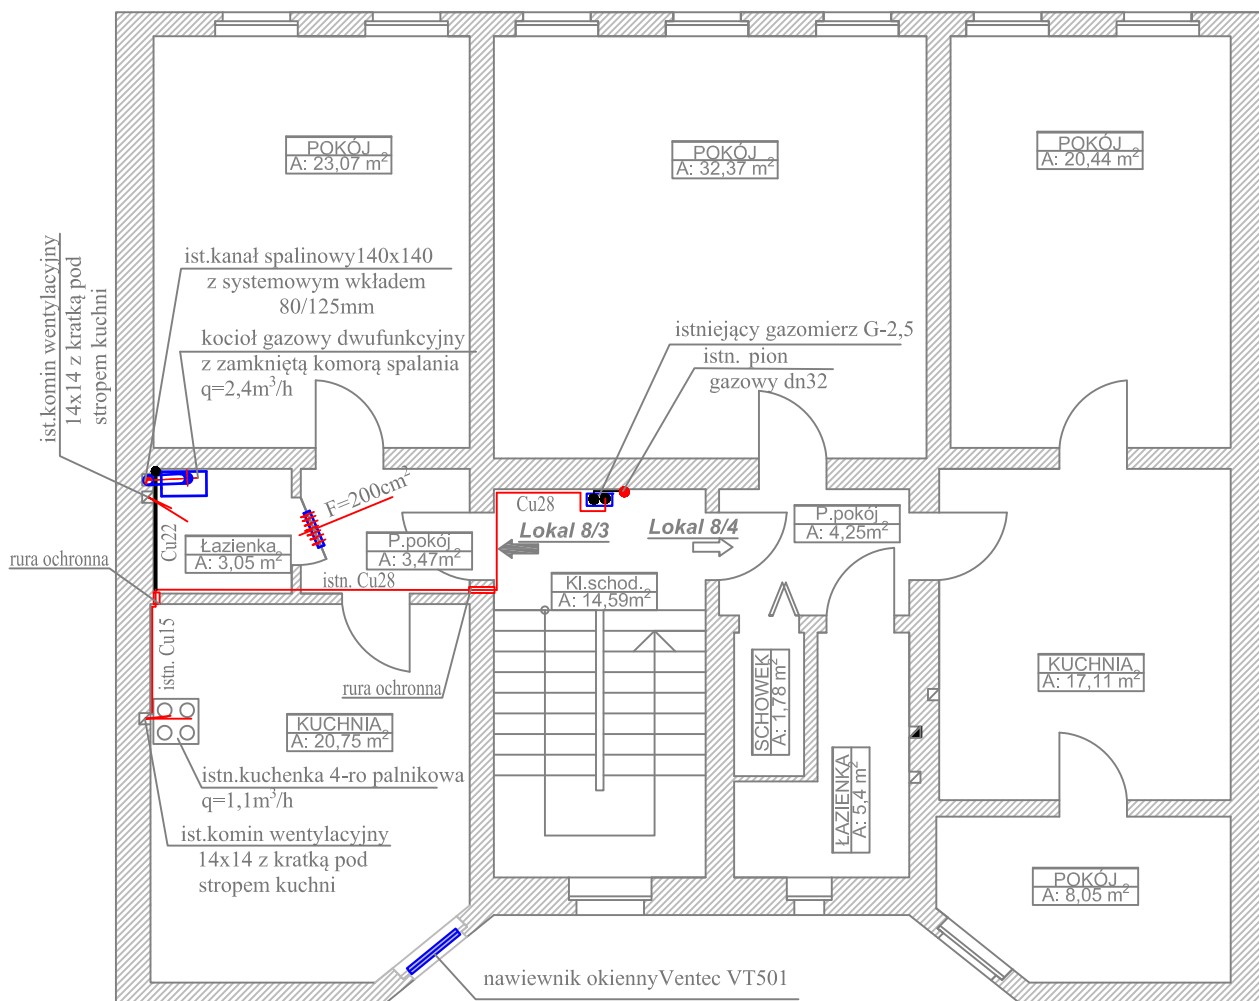 POKÓJ
A: 23,07 m²
POKÓJ
A: 32,37 m²
POKÓJ
A: 20,44 m²
ist.komin wentylacyjny
14x14 z kratką pod
stropem kuchni
ist.kanał spalinowy140x140
z systemowym wkładem
80/125mm
kocioł gazowy dwufunkcyjny
z zamkniętą komorą spalania
q=2,4m³/h
istniejący gazomierz G-2,5
istn. pion
gazowy dn32
F=200cm²
Cu28
Cu22
Lokal 8/3
Lokal 8/4
P.pokój
A: 4,25m²
Łazienka
A: 3,05 m²
P.pokój
A: 3,47m²
rura ochronna
istn. Cu28
Kl.schod.
A: 14,59m²
istn. Cu15
rura ochronna
SCHOWEK
A: 1,78 m²
KUCHNIA
A: 17,11 m²
KUCHNIA
A: 20,75 m²
istn.kuchenka 4-ro palnikowa
q=1,1m³/h
ŁAZIENKA
A: 5,4 m²
ist.komin wentylacyjny
14x14 z kratką pod
stropem kuchni
POKÓJ
A: 8,05 m²
nawiewnik okiennyVentec VT501